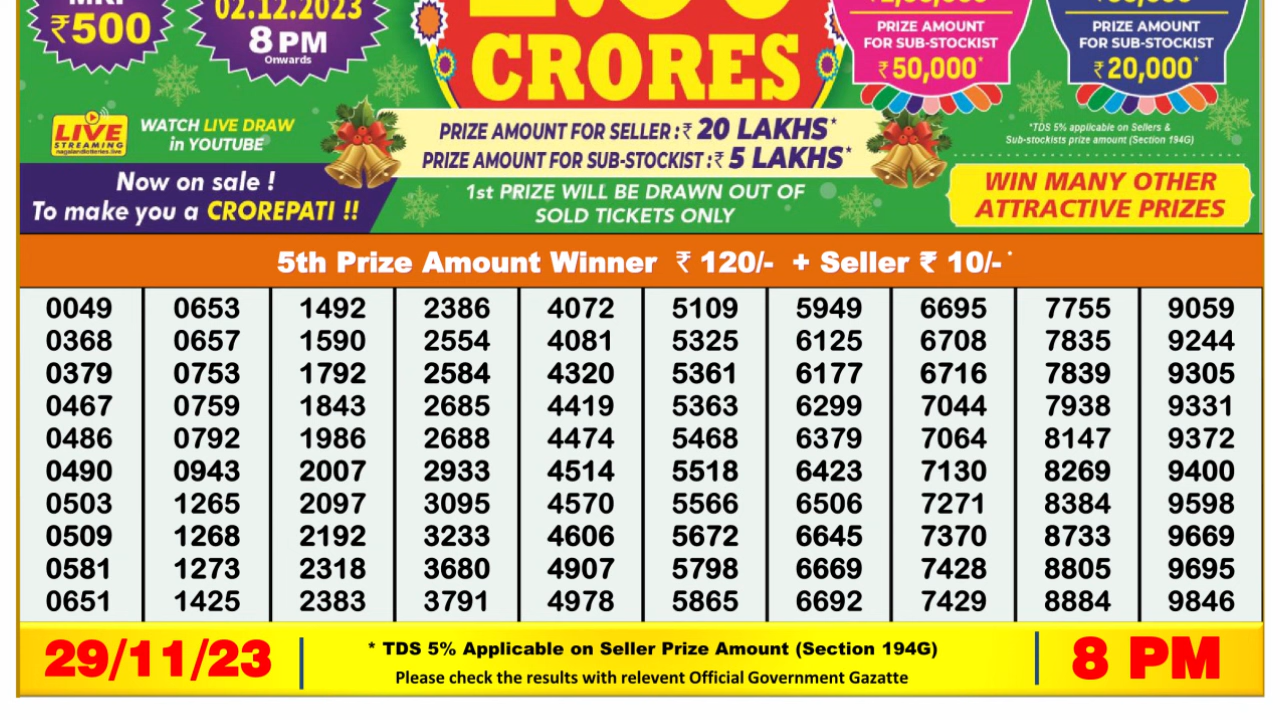 ₹500
02.12.2023
8 PM
Onwards
CRORES
PRIZE AMOUNT
FOR SUB-STOCKIST
₹50,000*
PRIZE AMOUNT
FOR SUB-STOCKIST
₹20,000*
LIVE
STREAMING
nagalandlotteries.live
WATCH LIVE DRAW
in YOUTUBE
PRIZE AMOUNT FOR SELLER :₹ 20 LAKHS*
PRIZE AMOUNT FOR SUB-STOCKIST :₹ 5 LAKHS*
*TDS 5% applicable on Sellers &
Sub-stockists prize amount (Section 194G)
Now on sale !
To make you a CROREPATI !!
1st PRIZE WILL BE DRAWN OUT OF
SOLD TICKETS ONLY
WIN MANY OTHER
ATTRACTIVE PRIZES
5th Prize Amount Winner ₹ 120/- + Seller ₹ 10/-*
0049 0653 1492 2386 4072 5109 5949 6695 7755 9059
0368 0657 1590 2554 4081 5325 6125 6708 7835 9244
0379 0753 1792 2584 4320 5361 6177 6716 7839 9305
0467 0759 1843 2685 4419 5363 6299 7044 7938 9331
0486 0792 1986 2688 4474 5468 6379 7064 8147 9372
0490 0943 2007 2933 4514 5518 6423 7130 8269 9400
0503 1265 2097 3095 4570 5566 6506 7271 8384 9598
0509 1268 2192 3233 4606 5672 6645 7370 8733 9669
0581 1273 2318 3680 4907 5798 6669 7428 8805 9695
0651 1425 2383 3791 4978 5865 6692 7429 8884 9846
29/11/23
* TDS 5% Applicable on Seller Prize Amount (Section 194G)
Please check the results with relevent Official Government Gazatte
8 PM